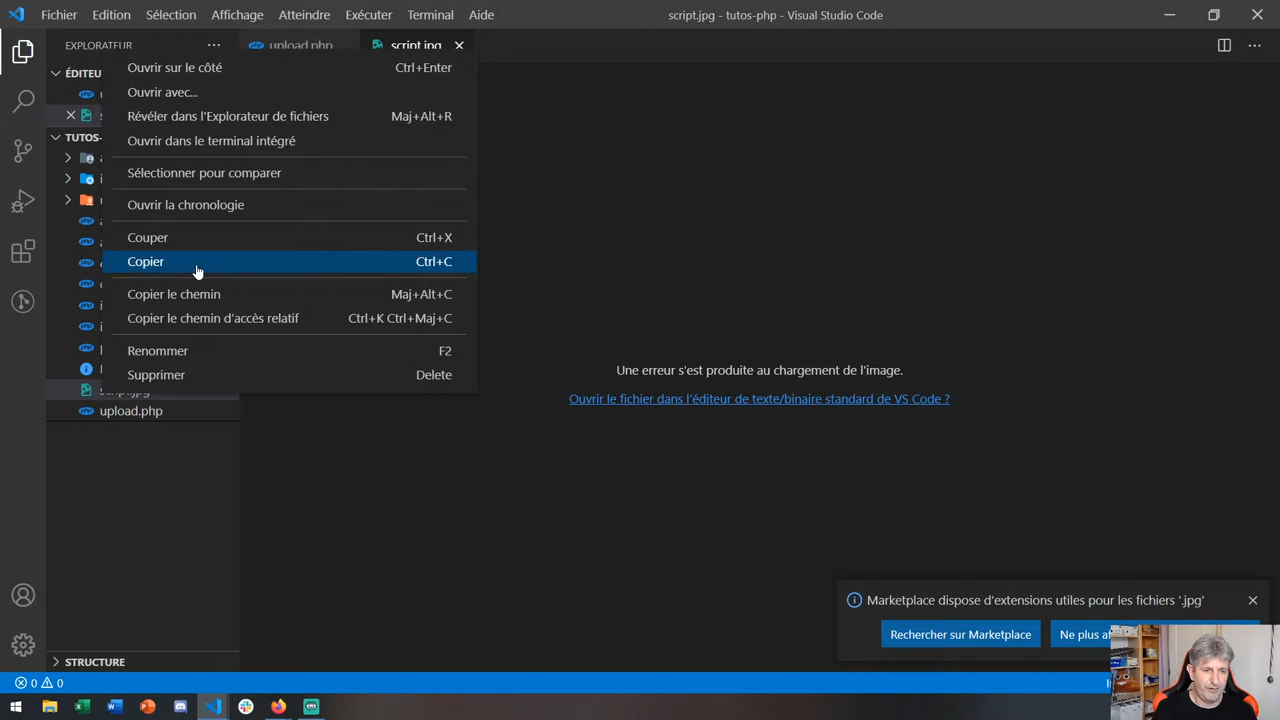 Fichier Edition Sélection Affichage Atteindre Exécuter Terminal Aide script.jpg - tutos-php - Visual Studio Code
EXPLORATEUR ... upload.php script.jpg
ÉDITEU
TUTOS-
Ouvrir sur le côté Ctrl+Enter
Ouvrir avec...
Révéler dans l'Explorateur de fichiers Maj+Alt+R
Ouvrir dans le terminal intégré
Sélectionner pour comparer
Ouvrir la chronologie
Couper Ctrl+X
Copier Ctrl+C
Copier le chemin Maj+Alt+C
Copier le chemin d'accès relatif Ctrl+K Ctrl+Maj+C
Renommer F2
Supprimer Delete
script.jpg
upload.php
Une erreur s'est produite au chargement de l'image.
Ouvrir le fichier dans l'éditeur de texte/binaire standard de VS Code ?
Marketplace dispose d'extensions utiles pour les fichiers '.jpg'
Rechercher sur Marketplace Ne plus
STRUCTURE
0 0